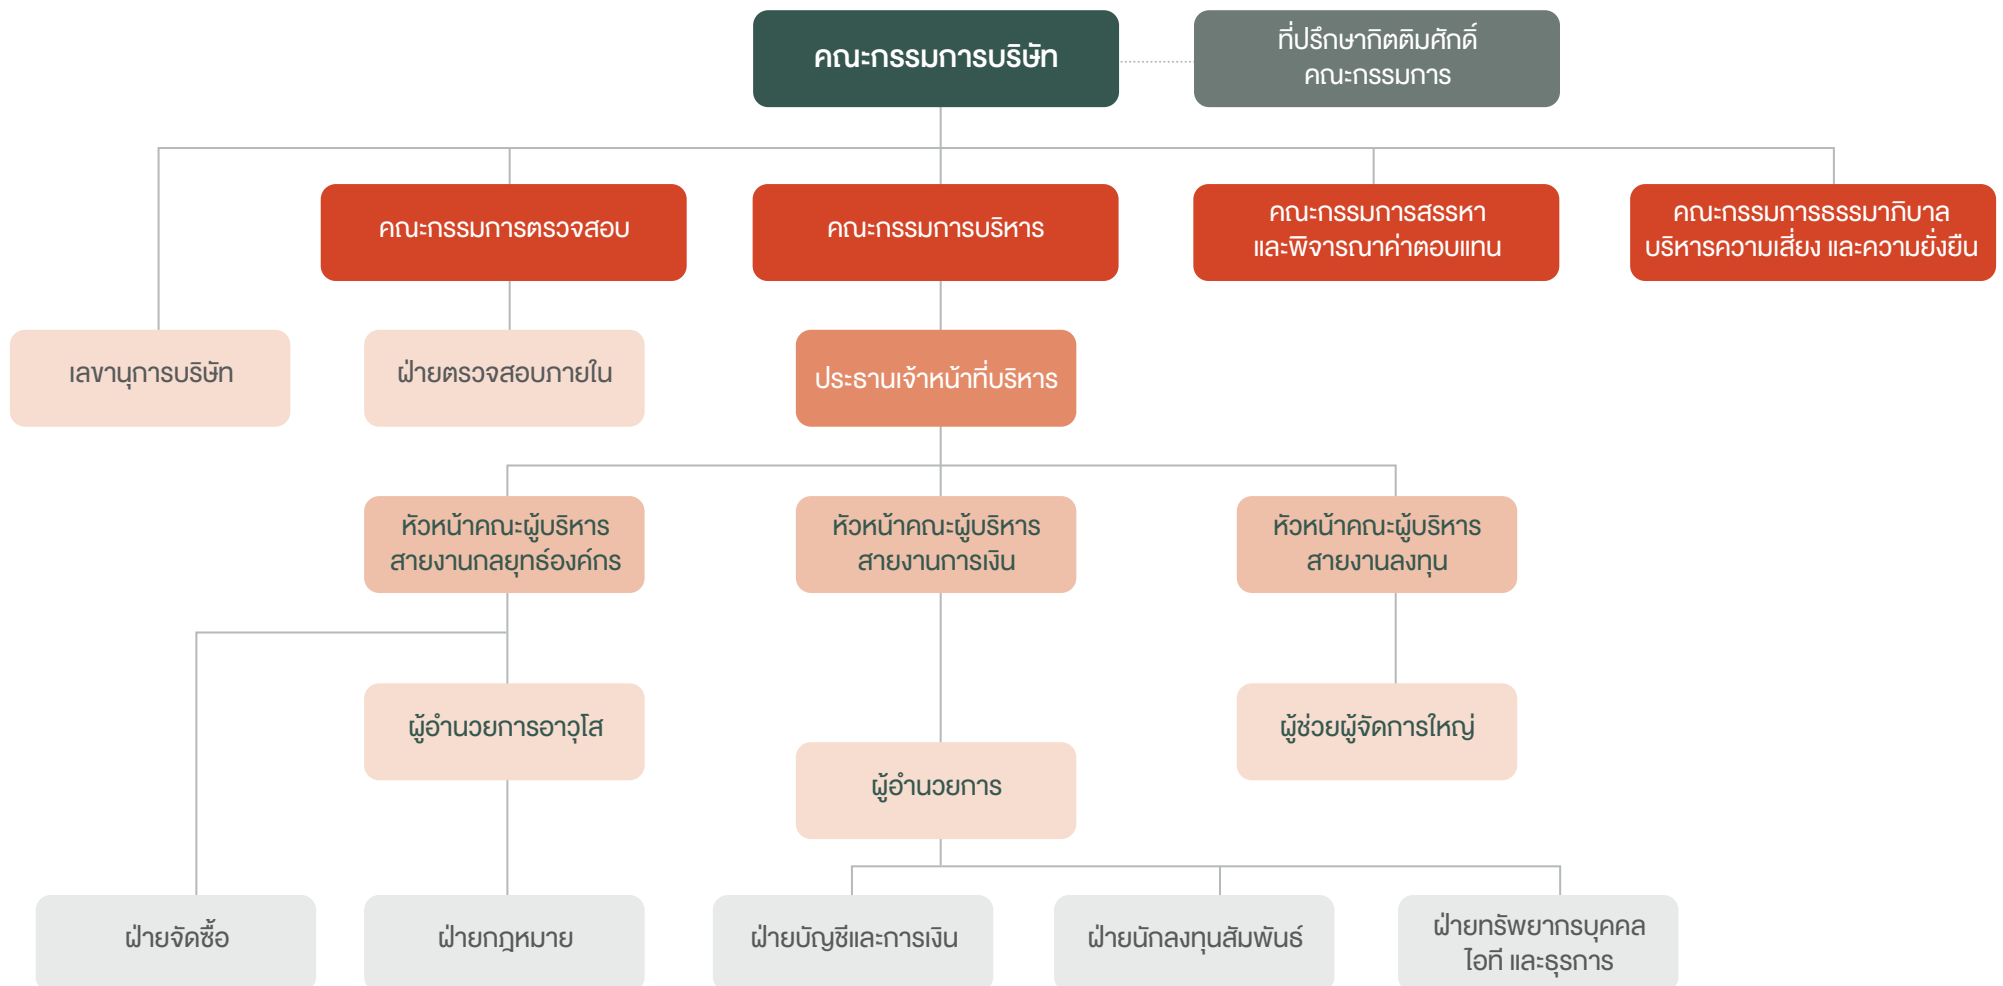 คณะกรรมการบริษัท
ที่ปรึกษากิตติมศักดิ์
คณะกรรมการ
คณะกรรมการตรวจสอบ
คณะกรรมการบริหาร
คณะกรรมการสรรหา
และพิจารณาค่าตอบแทน
คณะกรรมการธรรมาภิบาล
บริหารความเสี่ยง และความยั่งยืน
เลขานุการบริษัท
ฝ่ายตรวจสอบภายใน
ประธานเจ้าหน้าที่บริหาร
หัวหน้าคณะผู้บริหาร
สายงานกลยุทธ์องค์กร
หัวหน้าคณะผู้บริหาร
สายงานการเงิน
หัวหน้าคณะผู้บริหาร
สายงานลงทุน
ผู้อำนวยการอาวุโส
ผู้ช่วยผู้จัดการใหญ่
ผู้อำนวยการ
ฝ่ายจัดซื้อ
ฝ่ายกฎหมาย
ฝ่ายบัญชีและการเงิน
ฝ่ายนักลงทุนสัมพันธ์
ฝ่ายทรัพยากรบุคคล
ไอที และธุรการ